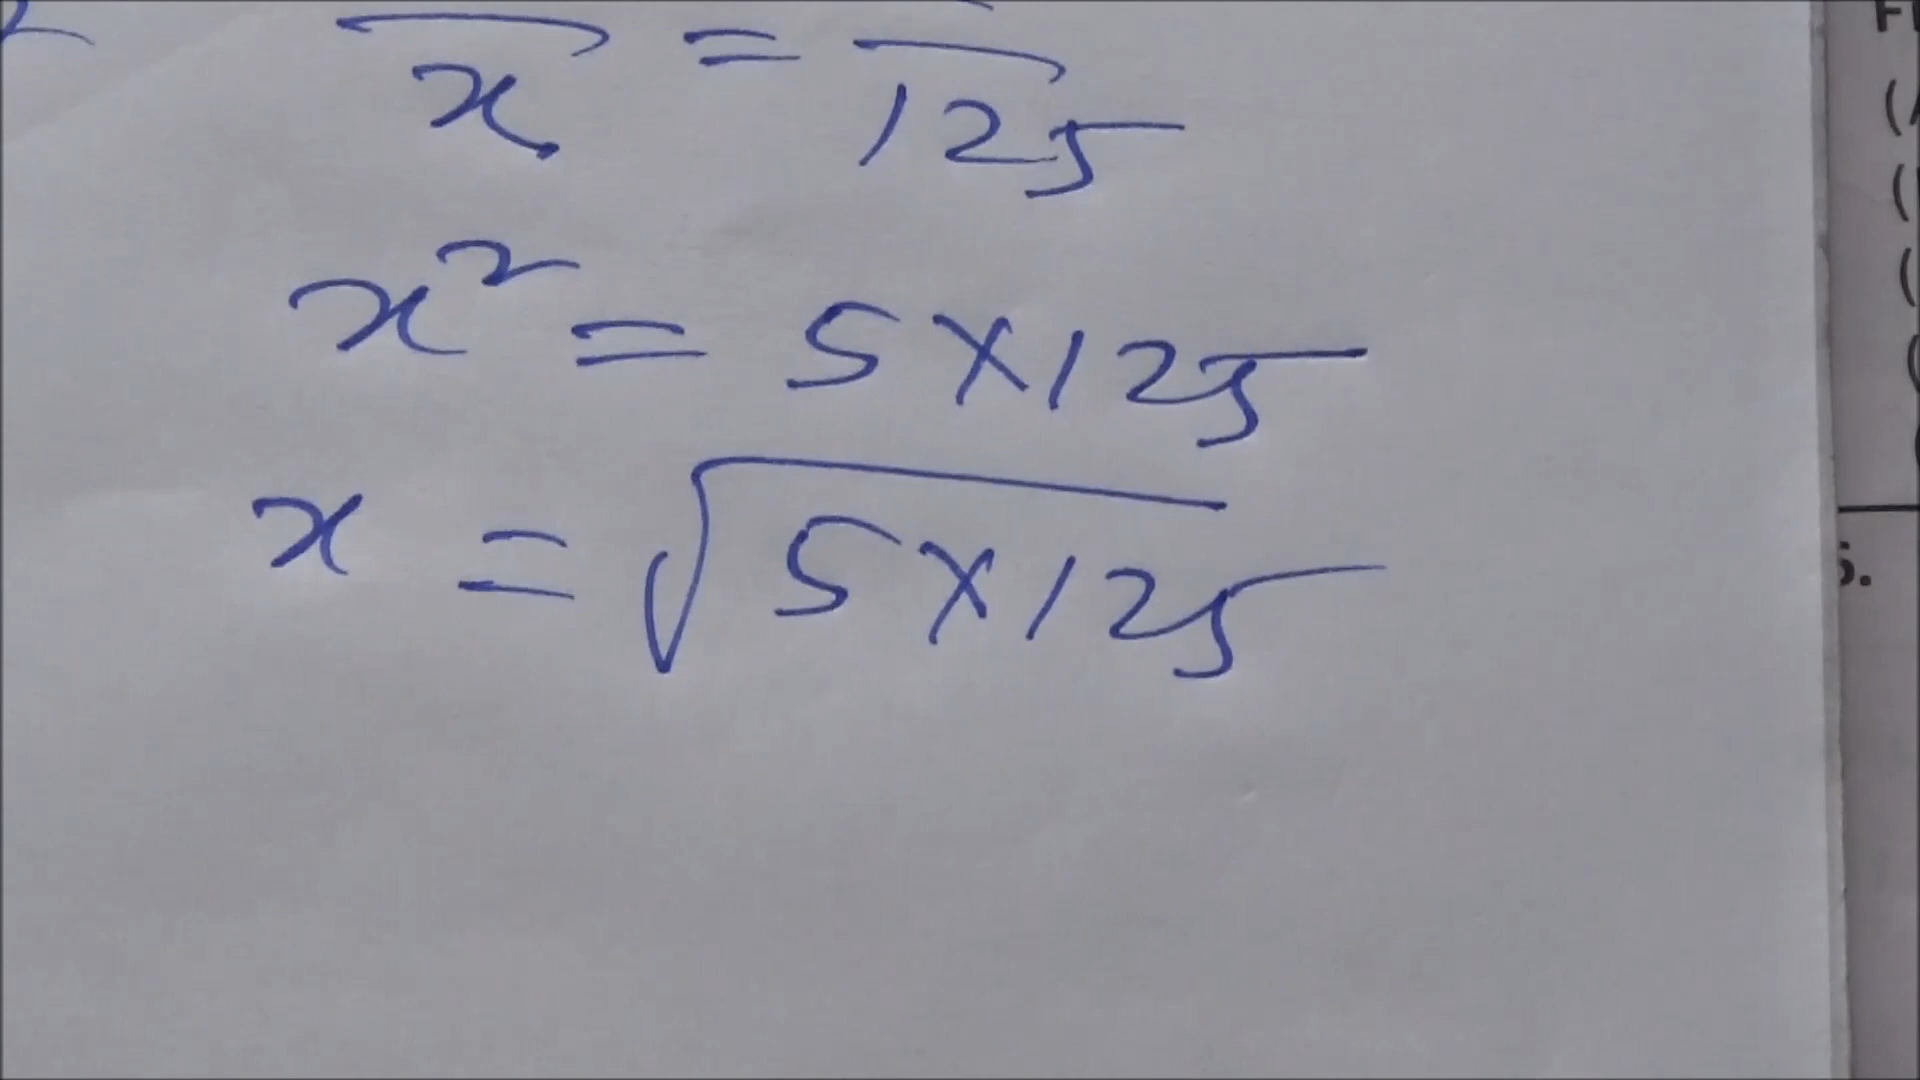 x = 125
x² = 5×125
x = √5×125